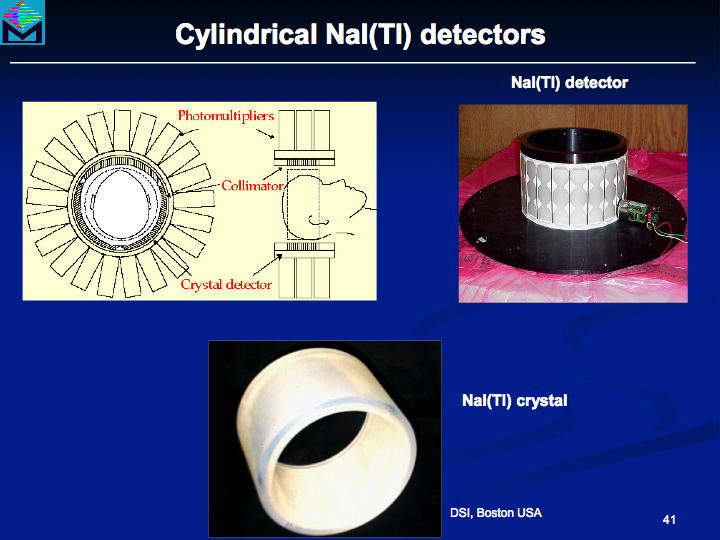 Cylindrical NaI(Tl) detectors
NaI(Tl) detector
Photomultipliers
Collimator
Crystal detector
NaI(Tl) crystal
DSI, Boston USA
41